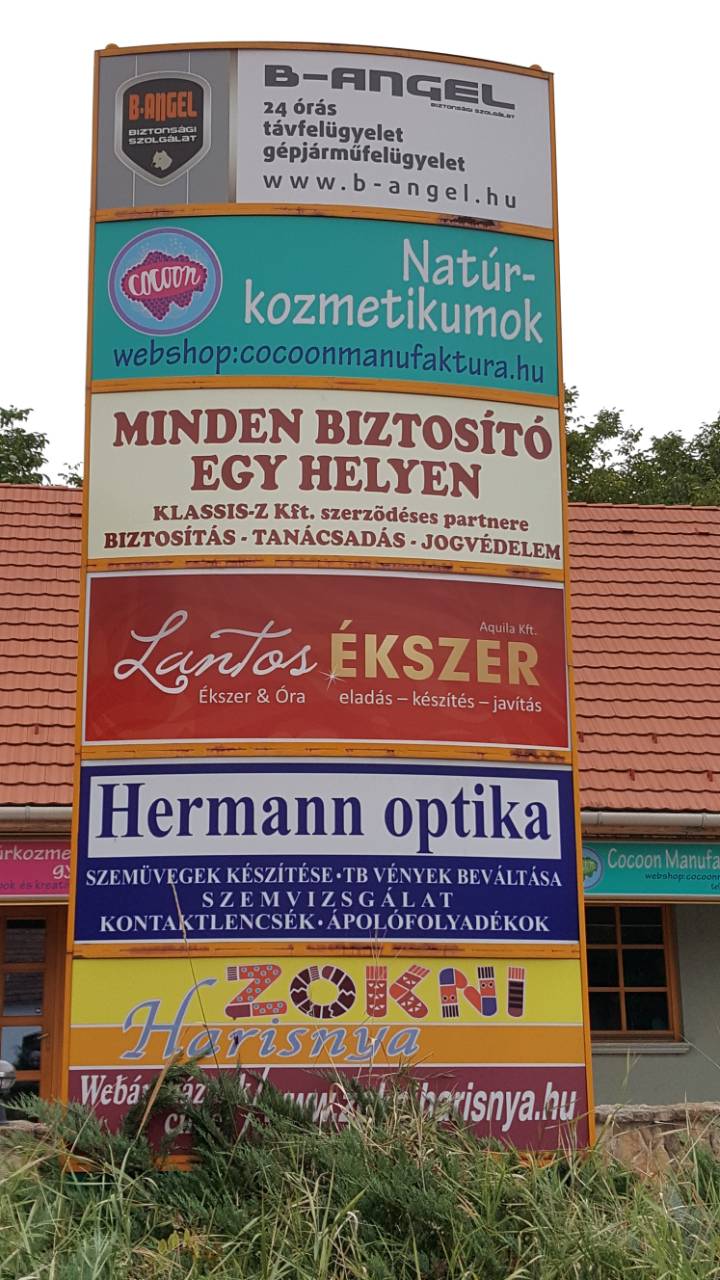 B-ANGEL
BIZTONSÁGI
SZOLGÁLAT
B-ANGEL
BIZTONSÁGI SZOLGÁLAT
24 órás
távfelügyelet
gépjárműfelügyelet
www.b-angel.hu
cocoon
Natúr-
kozmetikumok
webshop:cocoonmanufaktura.hu
MINDEN BIZTOSÍTÓ
EGY HELYEN
KLASSIS-Z Kft. szerzõdéses partnere
BIZTOSÍTÁS - TANÁCSADÁS - JOGVÉDELEM
Aquila Kft.
Lantos ÉKSZER
Ékszer & Óra eladás – készítés – javítás
Hermann optika
SZEMÜVEGEK KÉSZÍTÉSE • TB VÉNYEK BEVÁLTÁSA
SZEMVIZSGÁLAT
KONTAKTLENCSÉK • ÁPOLÓFOLYADÉKOK
ZOKNI
Harisnya
Cocoon Manufa